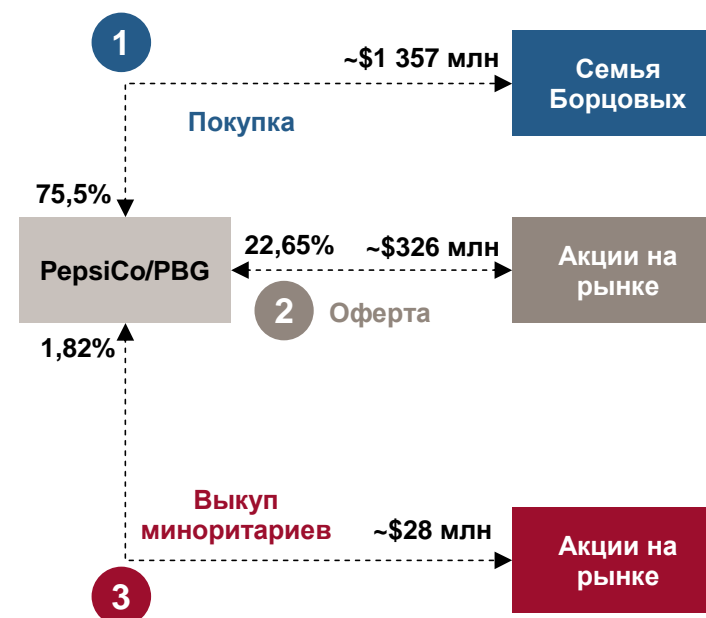 1
~$1 357 млн
Семья
Борцовых
Покупка
75,5%
PepsiCo/PBG
22,65%
~$326 млн
Акции на
рынке
2
Оферта
1,82%
Выкуп
миноритариев
~$28 млн
Акции на
рынке
3